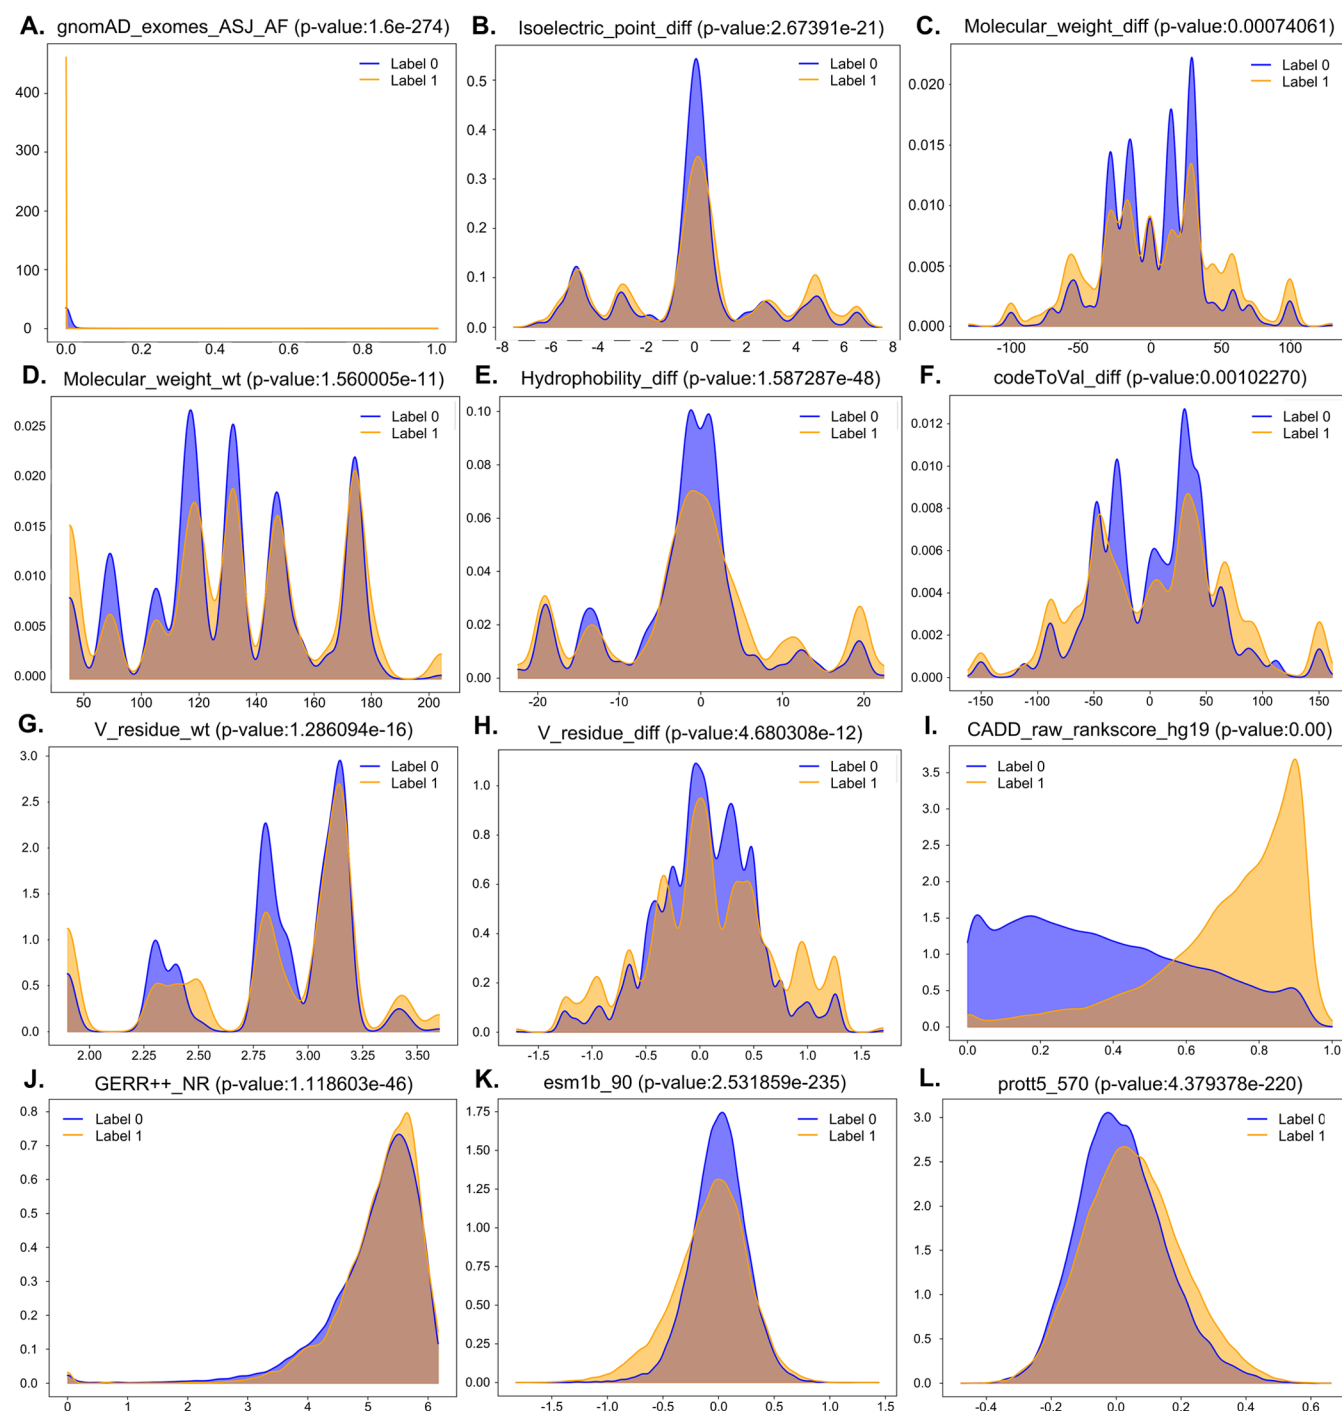 A. gnomAD_exomes_ASJ_AF (p-value:1.6e-274)
Label 0
Label 1
400
300
200
100
0
0.0 0.2 0.4 0.6 0.8 1.0
B. Isoelectric_point_diff (p-value:2.67391e-21)
Label 0
Label 1
0.5
0.4
0.3
0.2
0.1
0.0
-8 -6 -4 -2 0 2 4 6 8
C. Molecular_weight_diff (p-value:0.00074061)
Label 0
Label 1
0.020
0.015
0.010
0.005
0.000
-100 -50 0 50 100
D. Molecular_weight_wt (p-value:1.560005e-11)
Label 0
Label 1
0.025
0.020
0.015
0.010
0.005
0.000
50 80 100 120 140 160 180 200
E. Hydrophobility_diff (p-value:1.587287e-48)
Label 0
Label 1
0.10
0.08
0.06
0.04
0.02
0.00
-20 -10 0 10 20
F. codeToVal_diff (p-value:0.00102270)
Label 0
Label 1
0.012
0.010
0.008
0.006
0.004
0.002
0.000
-150 -100 -50 0 50 100 150
G. V_residue_wt (p-value:1.286094e-16)
Label 0
Label 1
3.0
2.5
2.0
1.5
1.0
0.5
0.0
2.00 2.25 2.50 2.75 3.00 3.25 3.50
H. V_residue_diff (p-value:4.680308e-12)
Label 0
Label 1
1.0
0.8
0.6
0.4
0.2
0.0
-1.5 -1.0 -0.5 0.0 0.5 1.0 1.5
I. CADD_raw_rankscore_hg19 (p-value:0.00)
Label 0
Label 1
3.5
3.0
2.5
2.0
1.5
1.0
0.5
0.0
0.0 0.2 0.4 0.6 0.8 1.0
J. GERR++_NR (p-value:1.118603e-46)
Label 0
Label 1
0.8
0.7
0.6
0.5
0.4
0.3
0.2
0.1
0.0
0 1 2 3 4 5 6
K. esm1b_90 (p-value:2.531859e-235)
Label 0
Label 1
1.75
1.50
1.25
1.00
0.75
0.50
0.25
0.00
-1.5 -1.0 -0.5 0.0 0.5 1.0 1.5
L. prott5_570 (p-value:4.379378e-220)
Label 0
Label 1
3.0
2.5
2.0
1.5
1.0
0.5
0.0
-0.4 -0.2 0.0 0.2 0.4 0.6